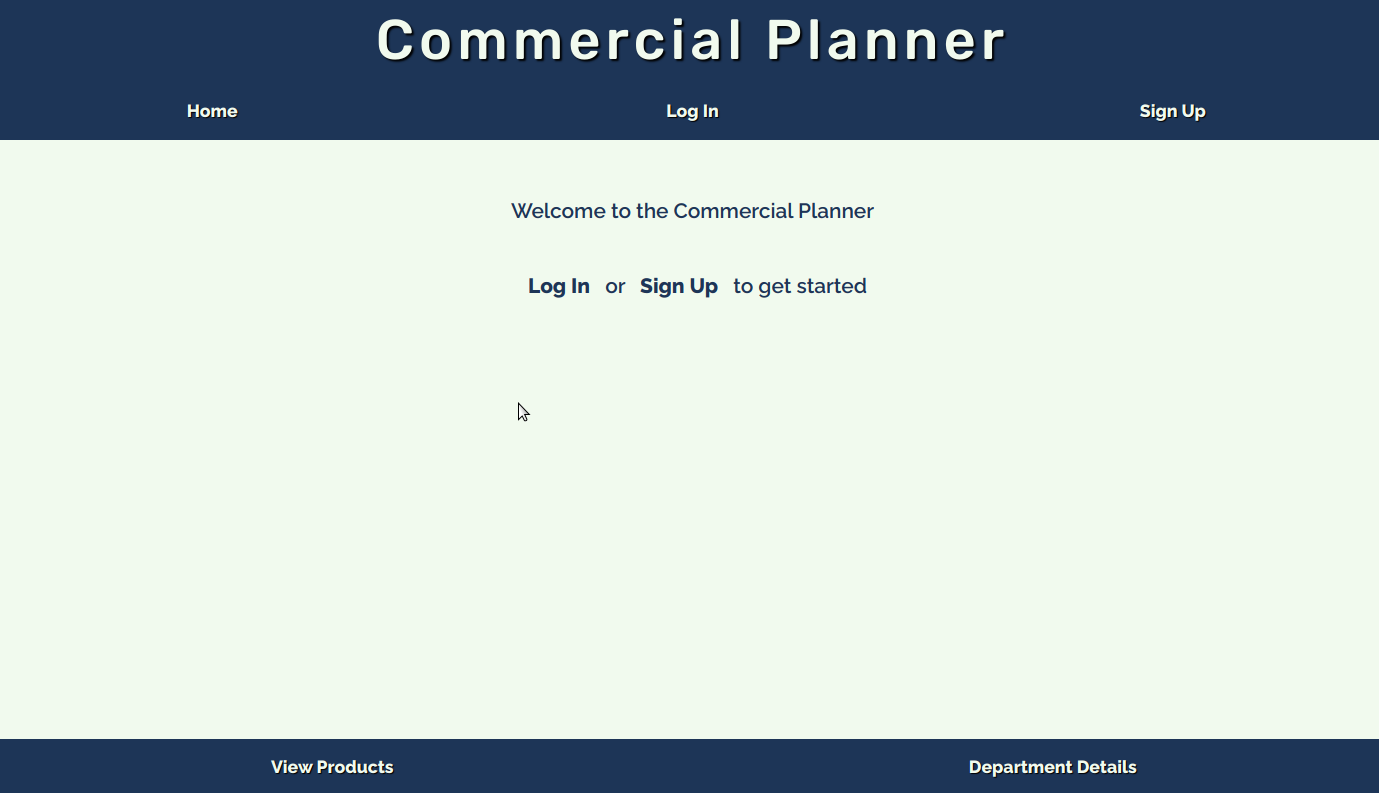 Commercial Planner
Home Log In Sign Up
Welcome to the Commercial Planner
Log In or Sign Up to get started
View Products Department Details